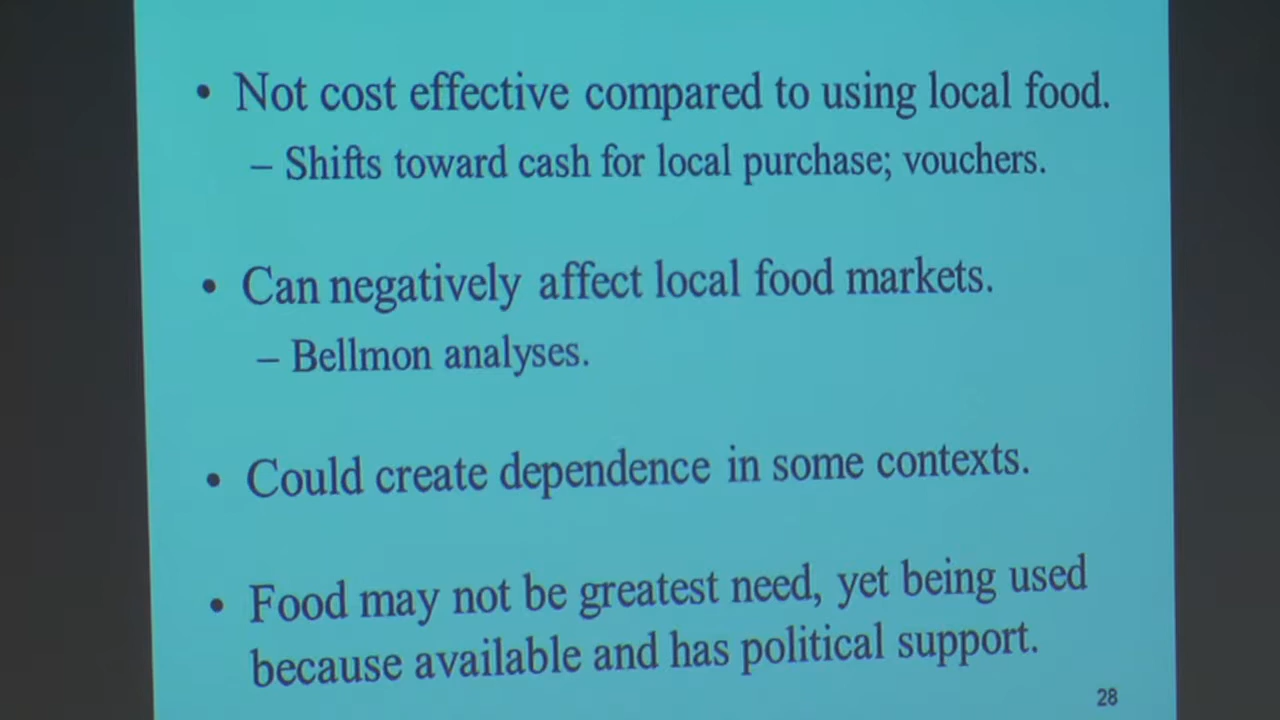 • Not cost effective compared to using local food.
– Shifts toward cash for local purchase; vouchers.
• Can negatively affect local food markets.
– Bellmon analyses.
• Could create dependence in some contexts.
• Food may not be greatest need, yet being used
because available and has political support.
28